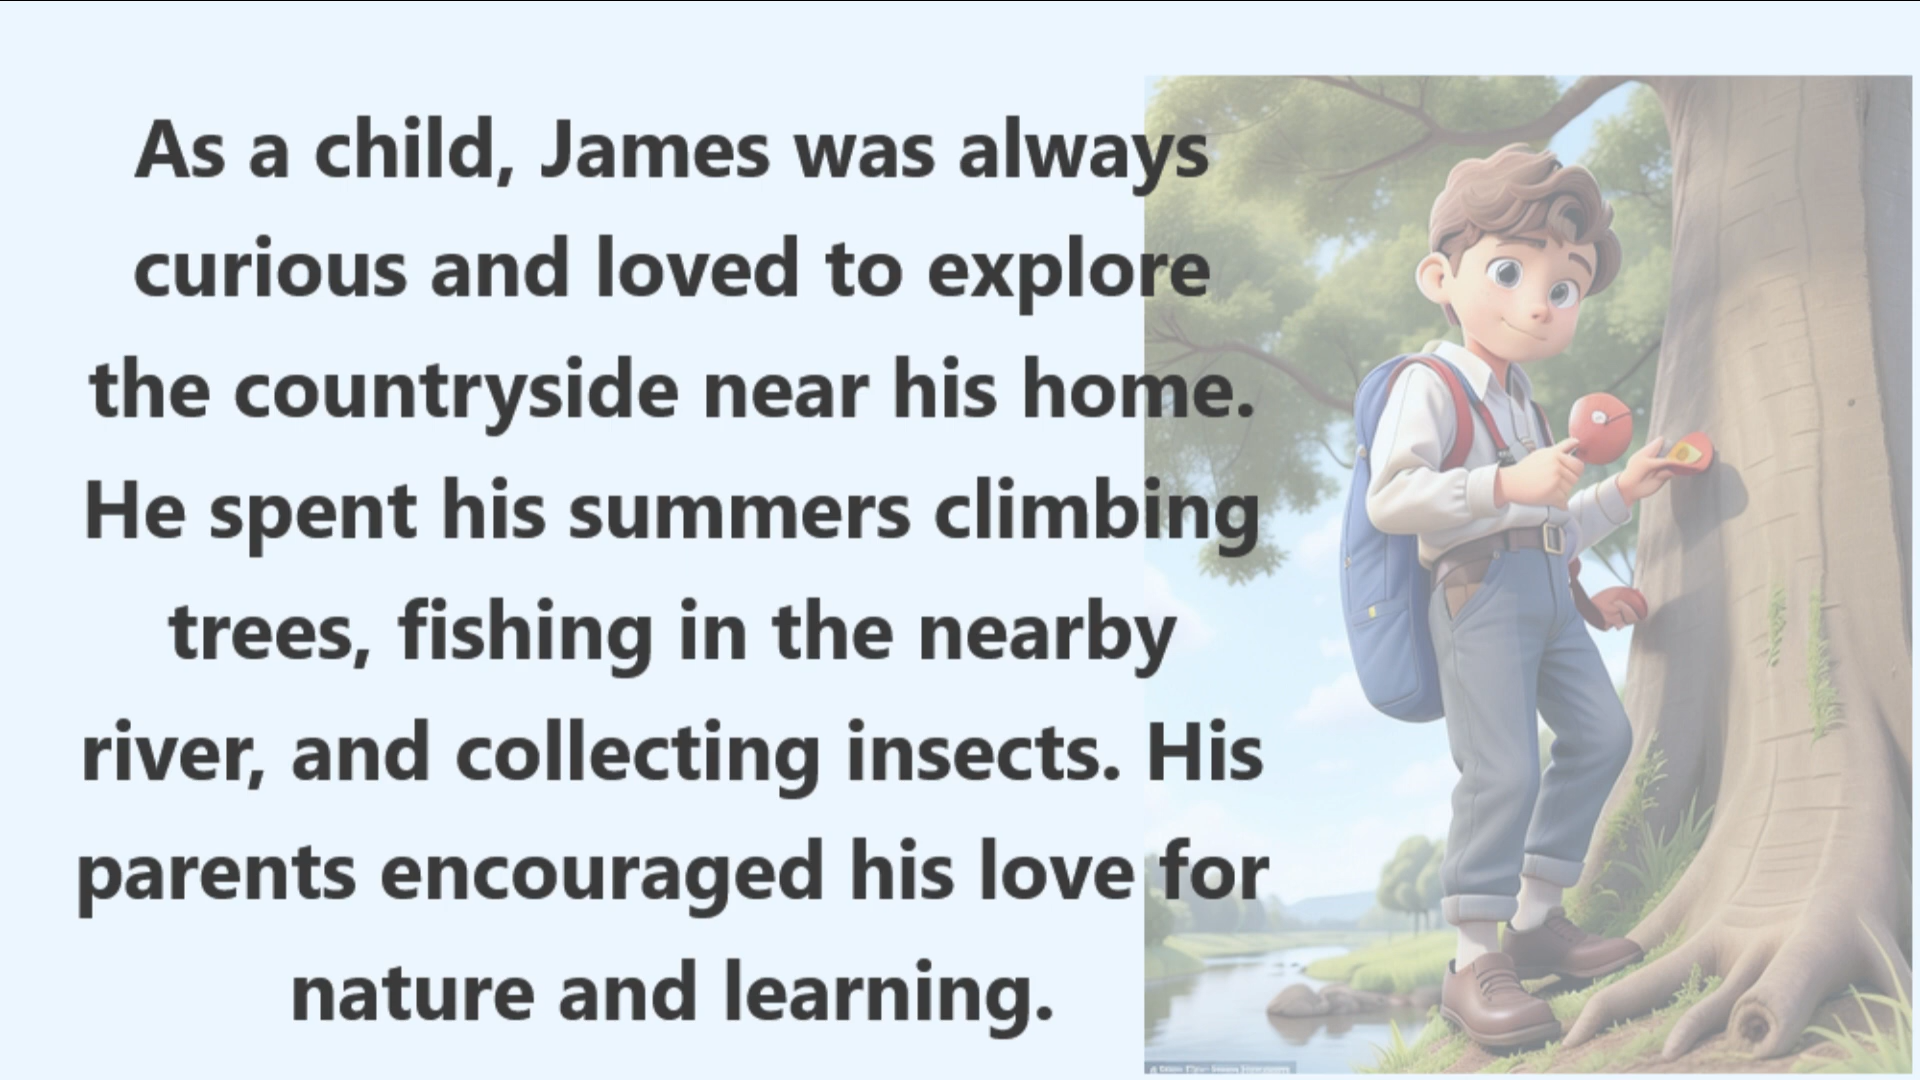 As a child, James was always
curious and loved to explore
the countryside near his home.
He spent his summers climbing
trees, fishing in the nearby
river, and collecting insects. His
parents encouraged his love for
nature and learning.